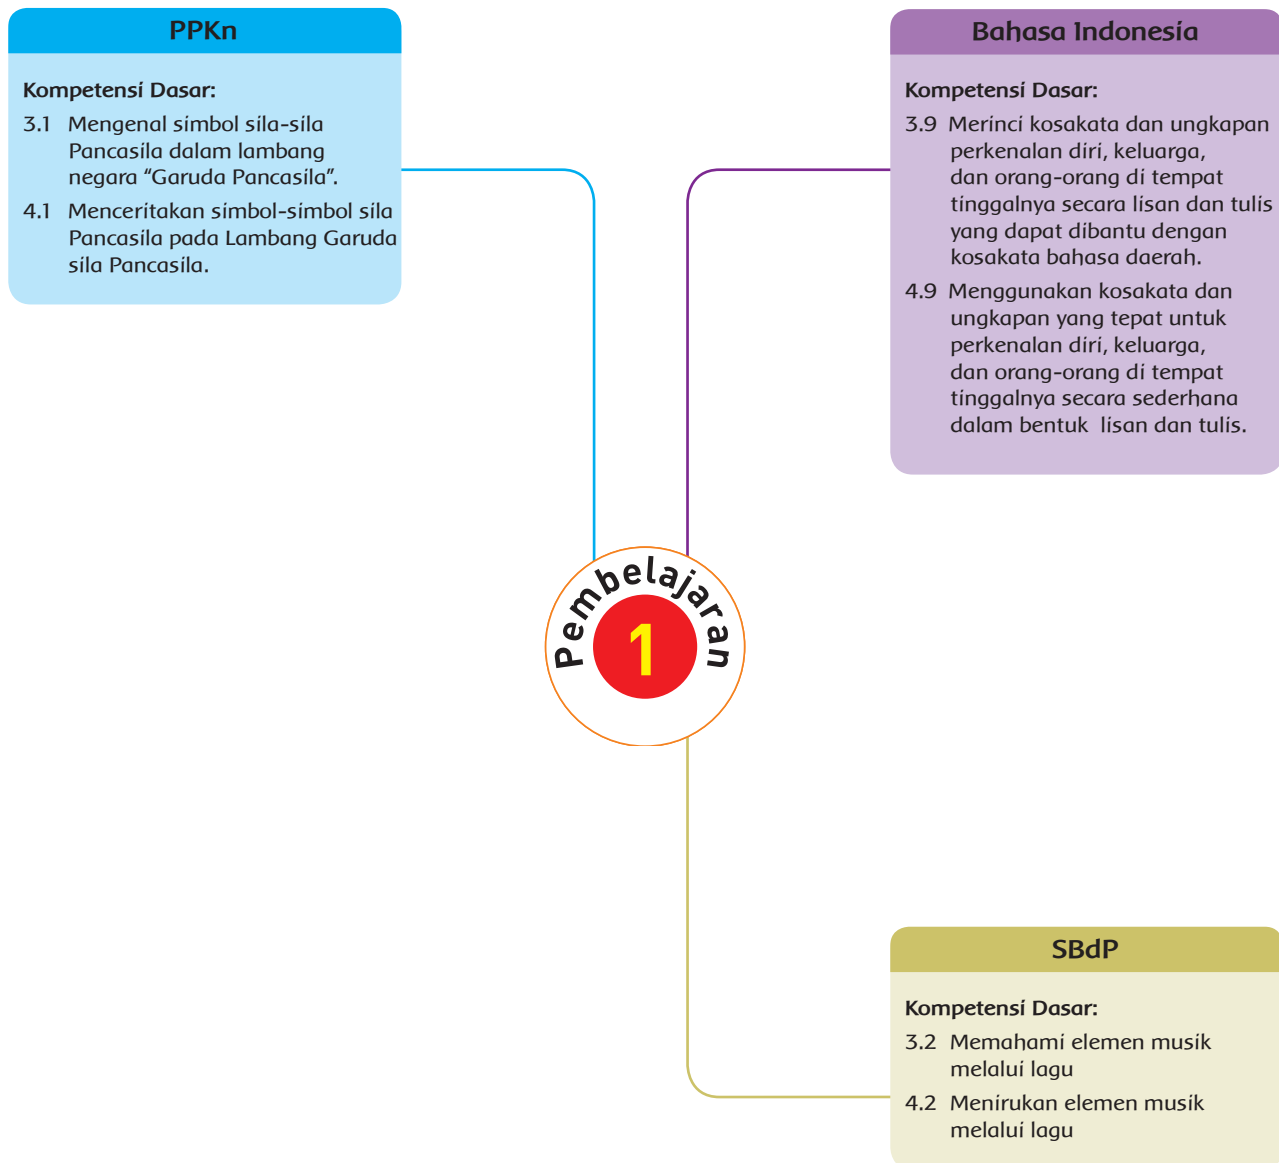 PPKn
Kompetensi Dasar:
3.1 Mengenal simbol sila-sila
Pancasila dalam lambang
negara “Garuda Pancasila”.
4.1 Menceritakan simbol-simbol sila
Pancasila pada Lambang Garuda
sila Pancasila.
Bahasa Indonesia
Kompetensi Dasar:
3.9 Merinci kosakata dan ungkapan
perkenalan diri, keluarga,
dan orang-orang di tempat
tinggalnya secara lisan dan tulis
yang dapat dibantu dengan
kosakata bahasa daerah.
4.9 Menggunakan kosakata dan
ungkapan yang tepat untuk
perkenalan diri, keluarga,
dan orang-orang di tempat
tinggalnya secara sederhana
dalam bentuk lisan dan tulis.
Pembelajaran
1
SBdP
Kompetensi Dasar:
3.2 Memahami elemen musik
melalui lagu
4.2 Menirukan elemen musik
melalui lagu